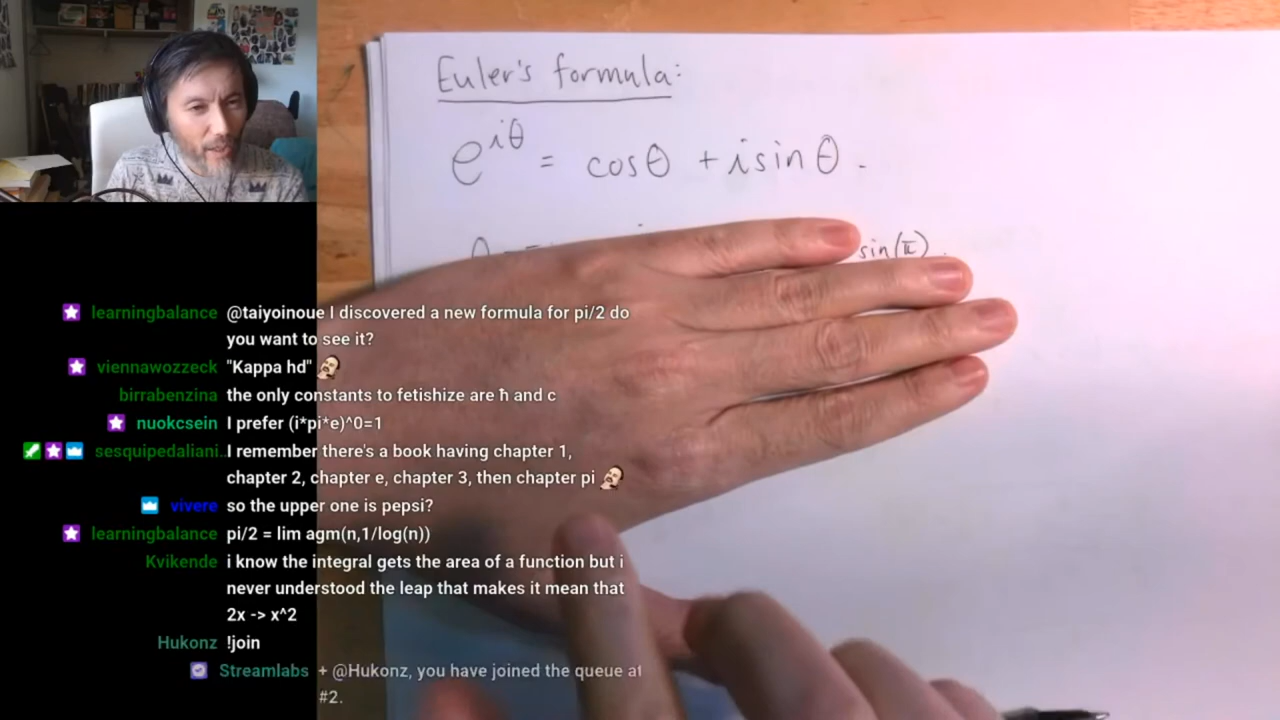 Euler's formula:
e^{iθ} = cosθ + i sin θ.
sin(π).
learningbalance @taiyoinoue I discovered a new formula for pi/2 do
you want to see it?
viennawozzeck "Kappa hd"
birrabenzina the only constants to fetishize are ħ and c
nuokcsein I prefer (i*pi*e)^0=1
sesquipedaliani.. I remember there's a book having chapter 1,
chapter 2, chapter e, chapter 3, then chapter pi
vivere so the upper one is pepsi?
learningbalance pi/2 = lim agm(n,1/log(n))
Kvikende i know the integral gets the area of a function but i
never understood the leap that makes it mean that
2x -> x^2
Hukonz !join
Streamlabs + @Hukonz, you have joined the queue at
#2.